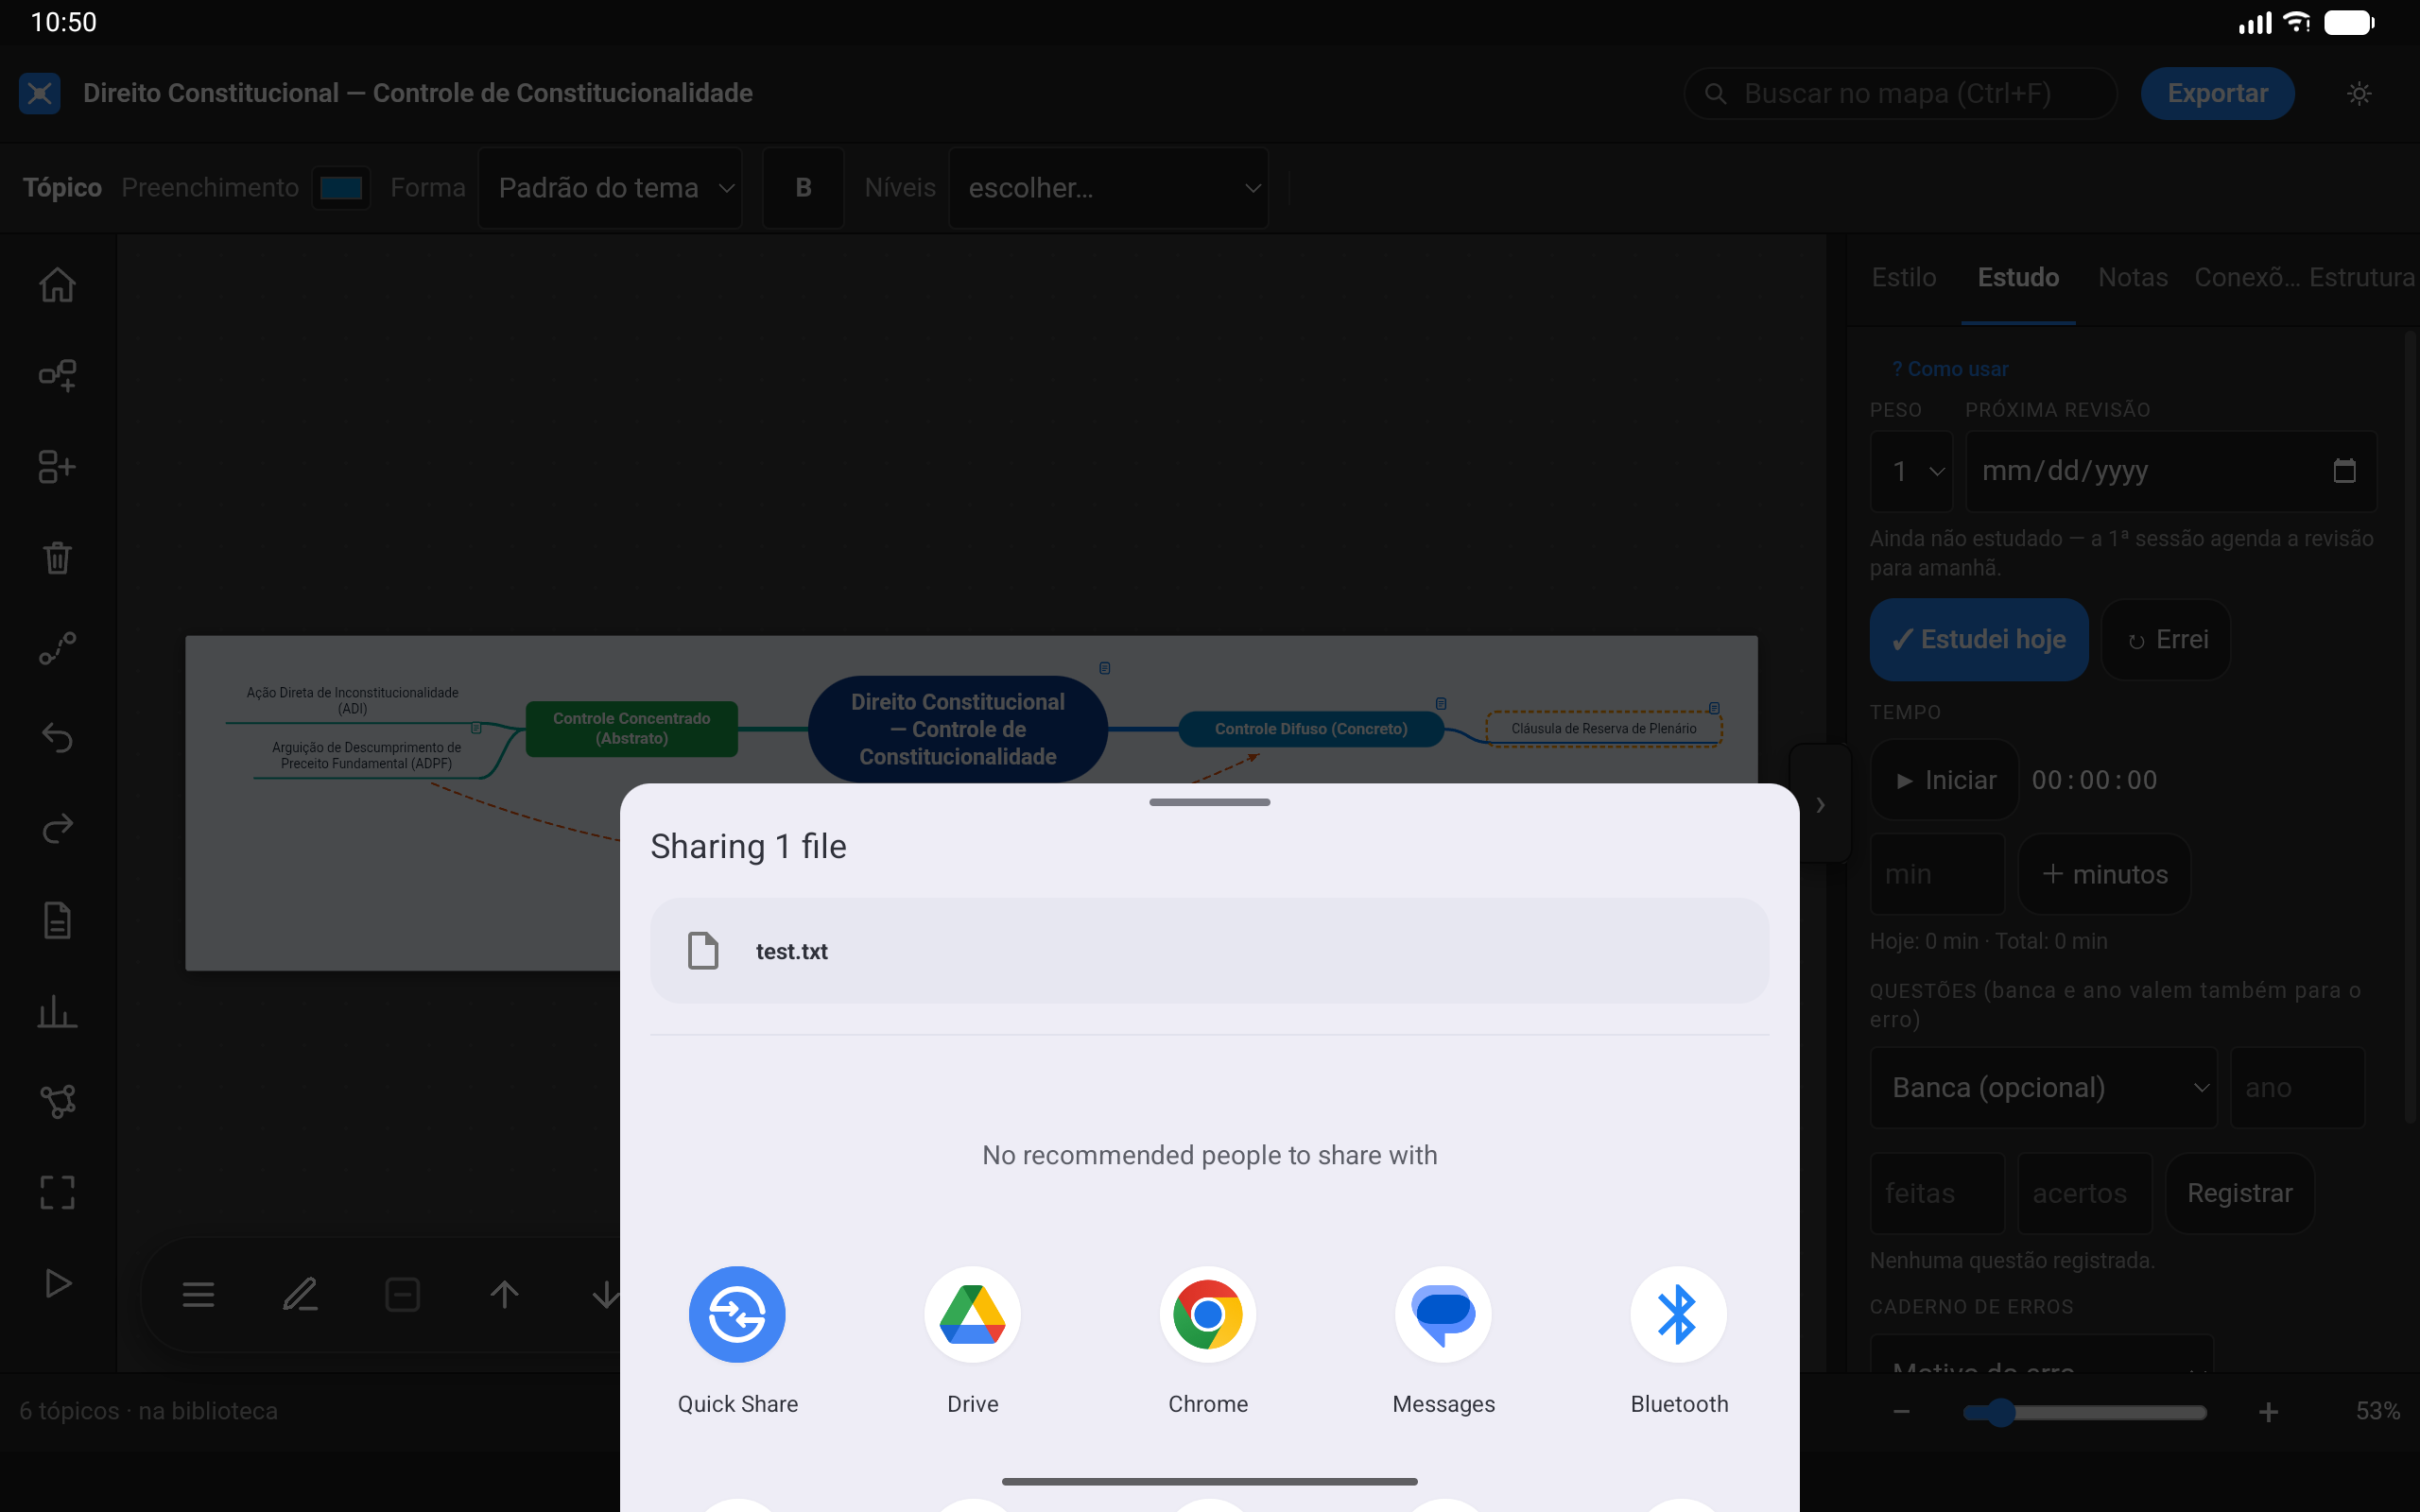 10:50
Direito Constitucional — Controle de Constitucionalidade
Buscar no mapa (Ctrl+F)
Exportar
Tópico
Preenchimento
Forma
Padrão do tema
B
Níveis
escolher...
Estilo
Estudo
Notas
Conexõ...
Estrutura
? Como usar
PESO
PRÓXIMA REVISÃO
1
mm/dd/yyyy
Ainda não estudado — a 1ª sessão agenda a revisão
para amanhã.
✓ Estudei hoje
↻ Errei
TEMPO
▶ Iniciar
00:00:00
min
+ minutos
Hoje: 0 min · Total: 0 min
QUESTÕES (banca e ano valem também para o
erro)
Banca (opcional)
ano
feitas
acertos
Registrar
Nenhuma questão registrada.
CADERNO DE ERROS
Motivo do erro
Ação Direta de Inconstitucionalidade
(ADI)
Arguição de Descumprimento de
Preceito Fundamental (ADPF)
Controle Concentrado
(Abstrato)
Direito Constitucional
— Controle de
Constitucionalidade
Controle Difuso (Concreto)
Cláusula de Reserva de Plenário
Sharing 1 file
test.txt
No recommended people to share with
Quick Share
Drive
Chrome
Messages
Bluetooth
6 tópicos · na biblioteca
53%